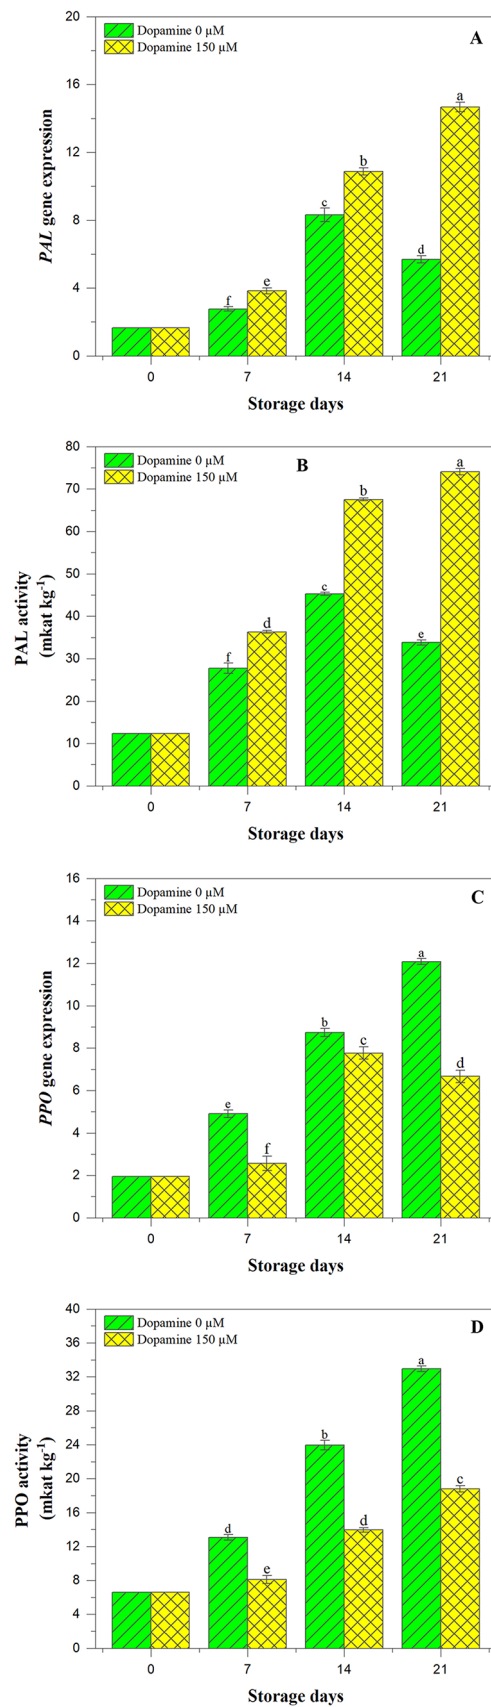 Dopamine 0 µM
Dopamine 150 µM
A
PAL gene expression
20
16
12
8
4
0
f
e
c
b
d
a
0 7 14 21
Storage days
Dopamine 0 µM
Dopamine 150 µM
B
PAL activity
(mkat kg-1)
80
70
60
50
40
30
20
10
0
f
d
c
b
e
a
0 7 14 21
Storage days
Dopamine 0 µM
Dopamine 150 µM
C
PPO gene expression
16
14
12
10
8
6
4
2
0
e
f
b
c
a
d
0 7 14 21
Storage days
Dopamine 0 µM
Dopamine 150 µM
D
PPO activity
(mkat kg-1)
40
36
32
28
24
20
16
12
8
4
0
d
e
b
d
a
c
0 7 14 21
Storage days